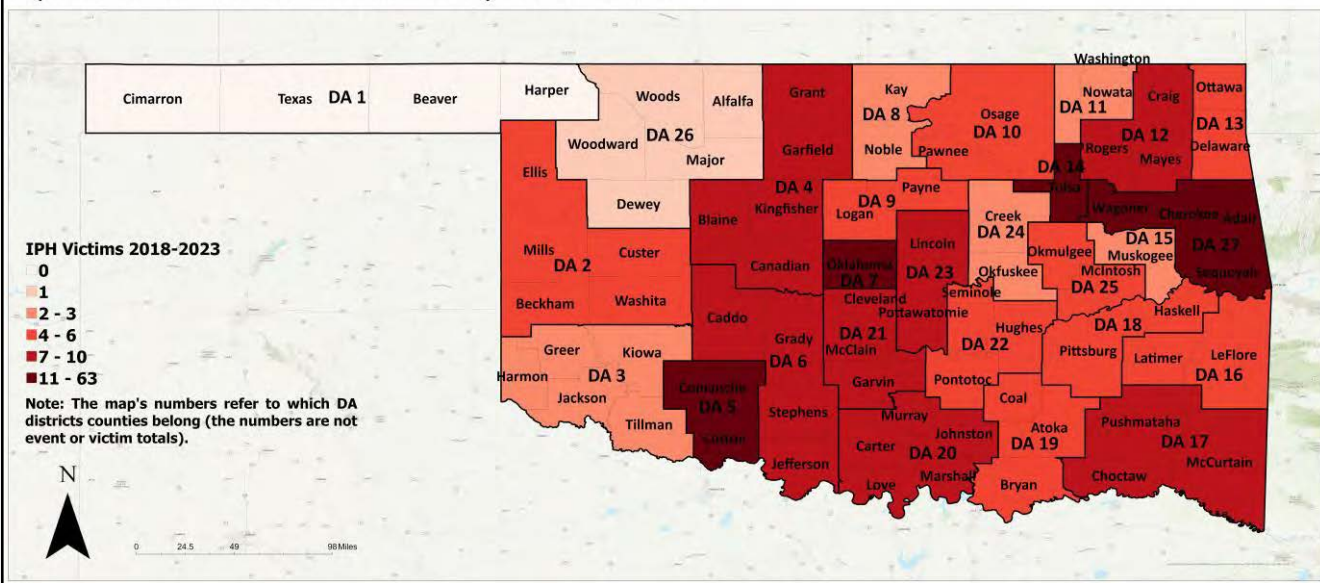 Washington
Cimarron
Texas
DA 1
Beaver
Harper
Woods
Alfalfa
Woodward
DA 26
Major
Dewey
Grant
Garfield
DA 4
Kingfisher
Blaine
Canadian
Kay
DA 8
Noble
Osage
DA 10
Pawnee
Nowata
DA 11
Craig
DA 12
Rogers
Mayes
Ottawa
DA 13
Delaware
DA 14
Tulsa
Wagoner
Cherokee
Adair
DA 27
Sequoyah
Ellis
Mills
DA 2
Custer
Beckham
Washita
Payne
DA 9
Logan
Oklahoma
DA 7
Lincoln
DA 23
Pottawatomie
Creek
DA 24
Okfuskee
Okmulgee
DA 15
Muskogee
McIntosh
DA 25
Seminole
Hughes
DA 22
Pontotoc
Haskell
DA 18
Pittsburg
Latimer
LeFlore
DA 16
Caddo
Grady
DA 6
Stephens
Jefferson
Cleveland
DA 21
McClain
Garvin
Greer
Kiowa
Harmon
DA 3
Jackson
Tillman
Comanche
DA 5
Cotton
Murray
Carter
DA 20
Johnston
Love
Marshall
Coal
Atoka
DA 19
Bryan
Pushmataha
DA 17
McCurtain
Choctaw
IPH Victims 2018-2023
0
1
2 - 3
4 - 6
7 - 10
11 - 63
Note: The map's numbers refer to which DA
districts counties belong (the numbers are not
event or victim totals).
N
0 24.5 49 98 Miles